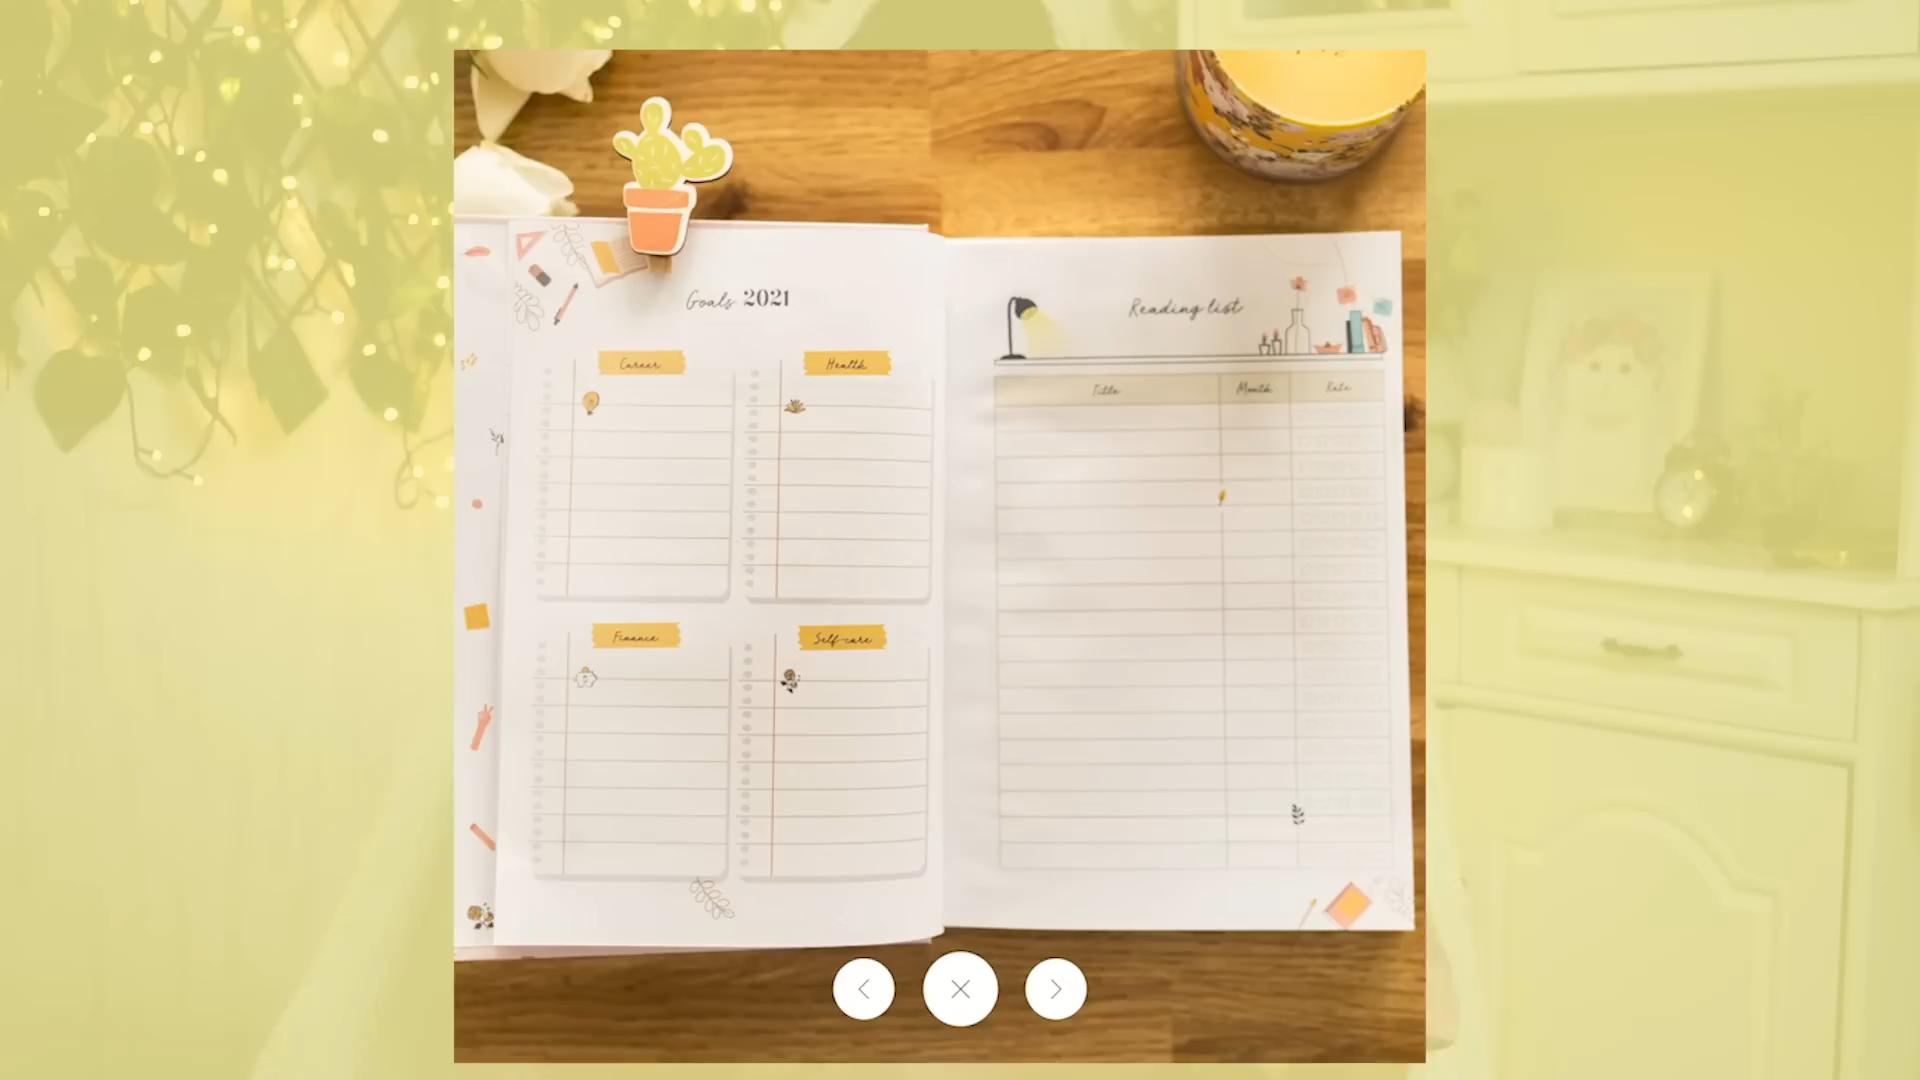 Goals 2021
Career
Health
Finance
Self-care
Reading list
Title Month Rate